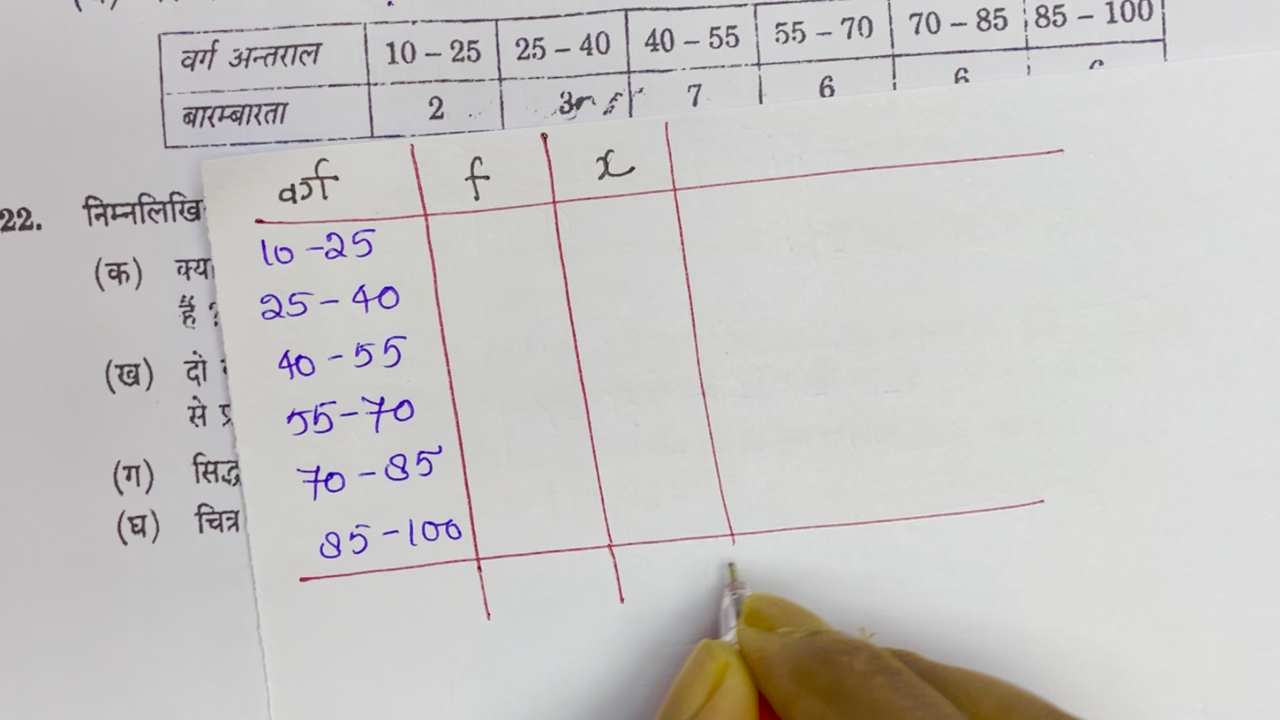 वर्ग अन्तराल 10 – 25 25 – 40 40 – 55 55 – 70 70 – 85 85 – 100
बारम्बारता 2 3 7 6 6
वर्ग f x
22. निम्नलिखि
10 - 25
(क) क्य
25 - 40
हैं ?
40 - 55
(ख) दो
55 - 70
से प्र
70 - 85
(ग) सिद्ध
85 - 100
(घ) चित्र